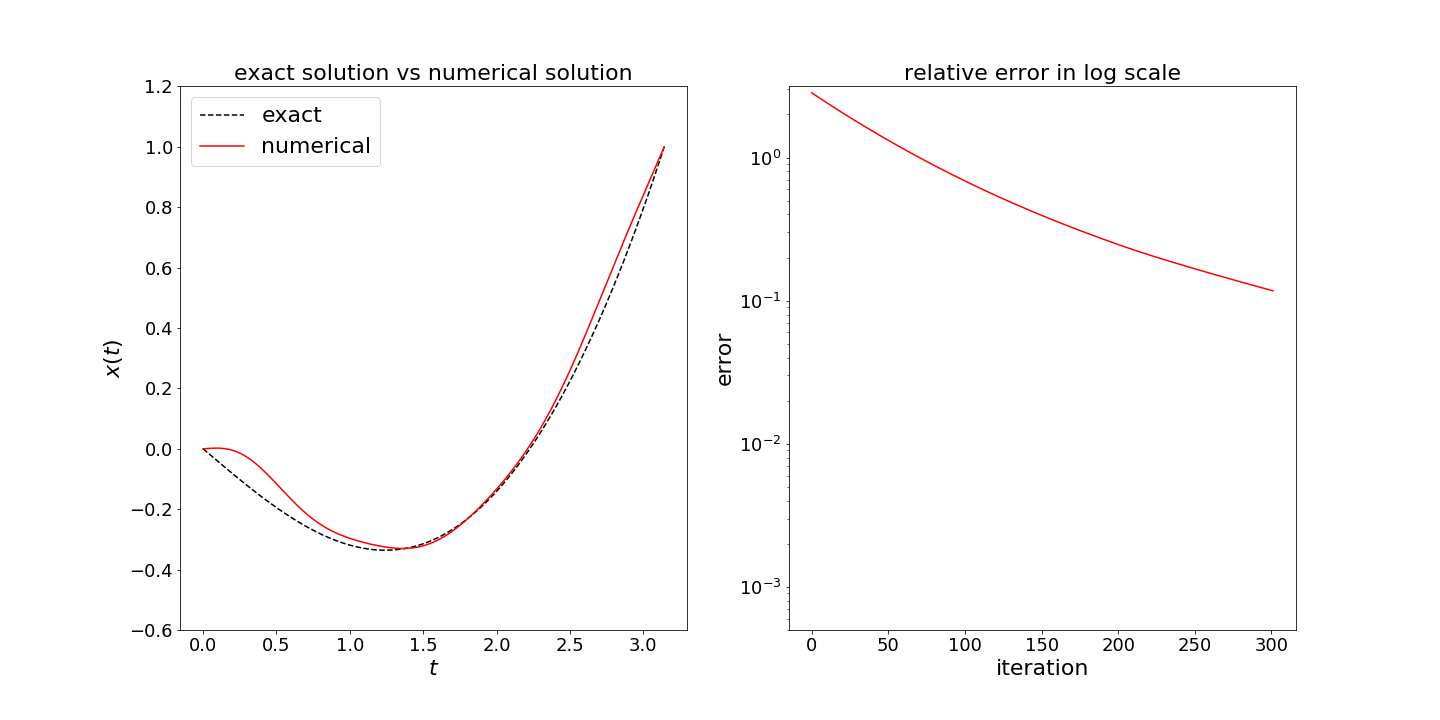 exact solution vs numerical solution
exact
numerical
1.2
1.0
0.8
0.6
0.4
0.2
0.0
−0.2
−0.4
−0.6
x(t)
0.0 0.5 1.0 1.5 2.0 2.5 3.0
t
relative error in log scale
10⁰
10⁻¹
10⁻²
10⁻³
error
0 50 100 150 200 250 300
iteration